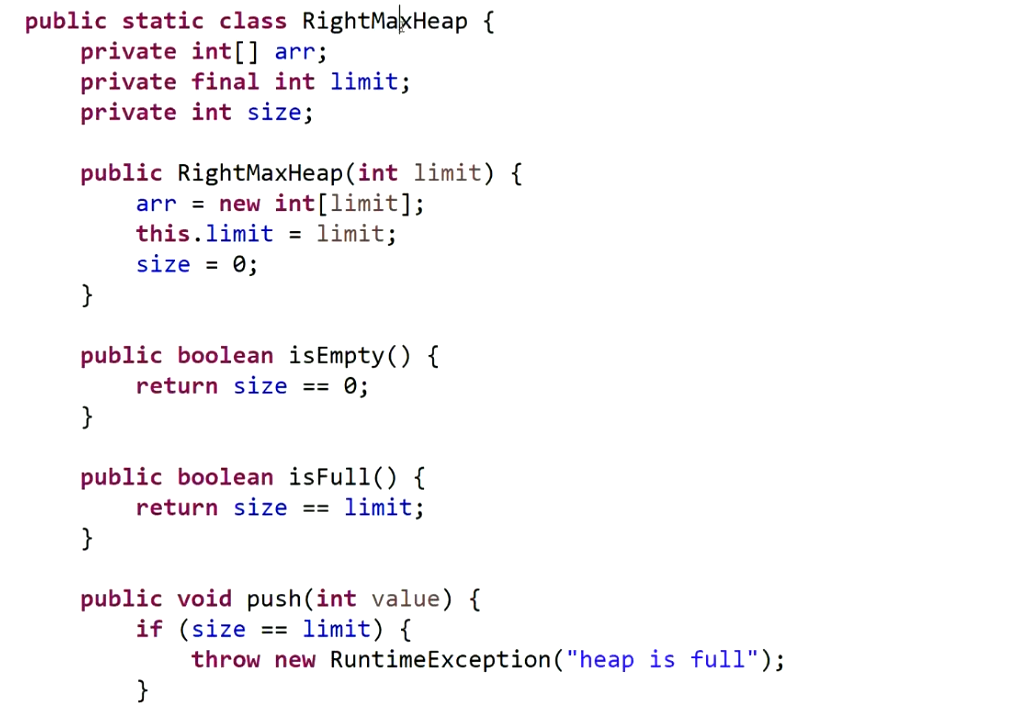 public static class RightMaxHeap {
    private int[] arr;
    private final int limit;
    private int size;

    public RightMaxHeap(int limit) {
        arr = new int[limit];
        this.limit = limit;
        size = 0;
    }

    public boolean isEmpty() {
        return size == 0;
    }

    public boolean isFull() {
        return size == limit;
    }

    public void push(int value) {
        if (size == limit) {
            throw new RuntimeException("heap is full");
        }